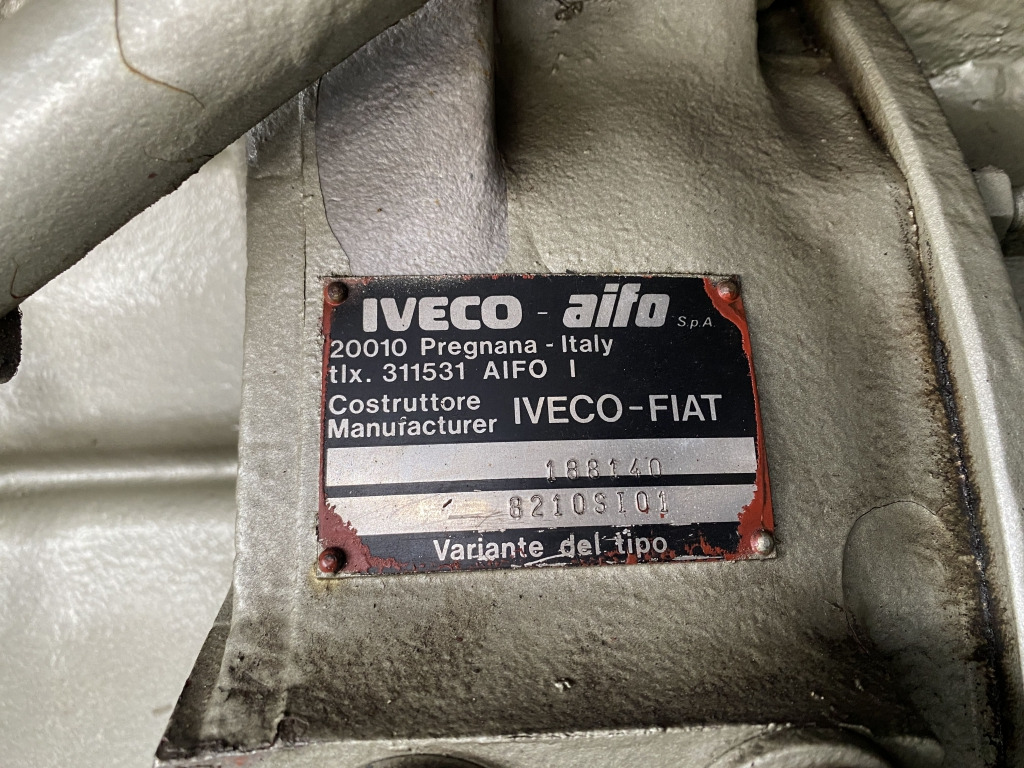 IVECO - aifo S.p.A.
20010 Pregnana - Italy
tlx. 311531 AIFO I
Costruttore
Manufacturer IVECO-FIAT
188140
8210SI01
Variante del tipo